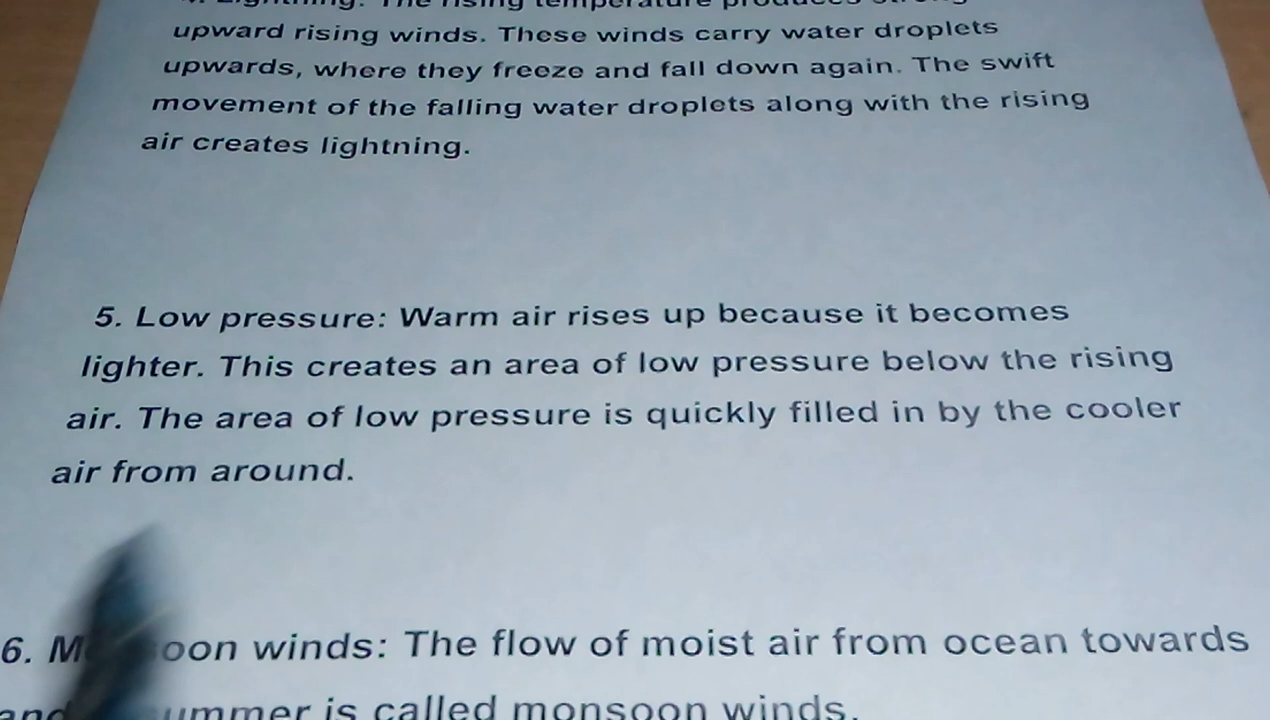 upward rising winds. These winds carry water droplets
upwards, where they freeze and fall down again. The swift
movement of the falling water droplets along with the rising
air creates lightning.
5. Low pressure: Warm air rises up because it becomes
lighter. This creates an area of low pressure below the rising
air. The area of low pressure is quickly filled in by the cooler
air from around.
6. winds: The flow of moist air from ocean towards
is called monsoon winds.